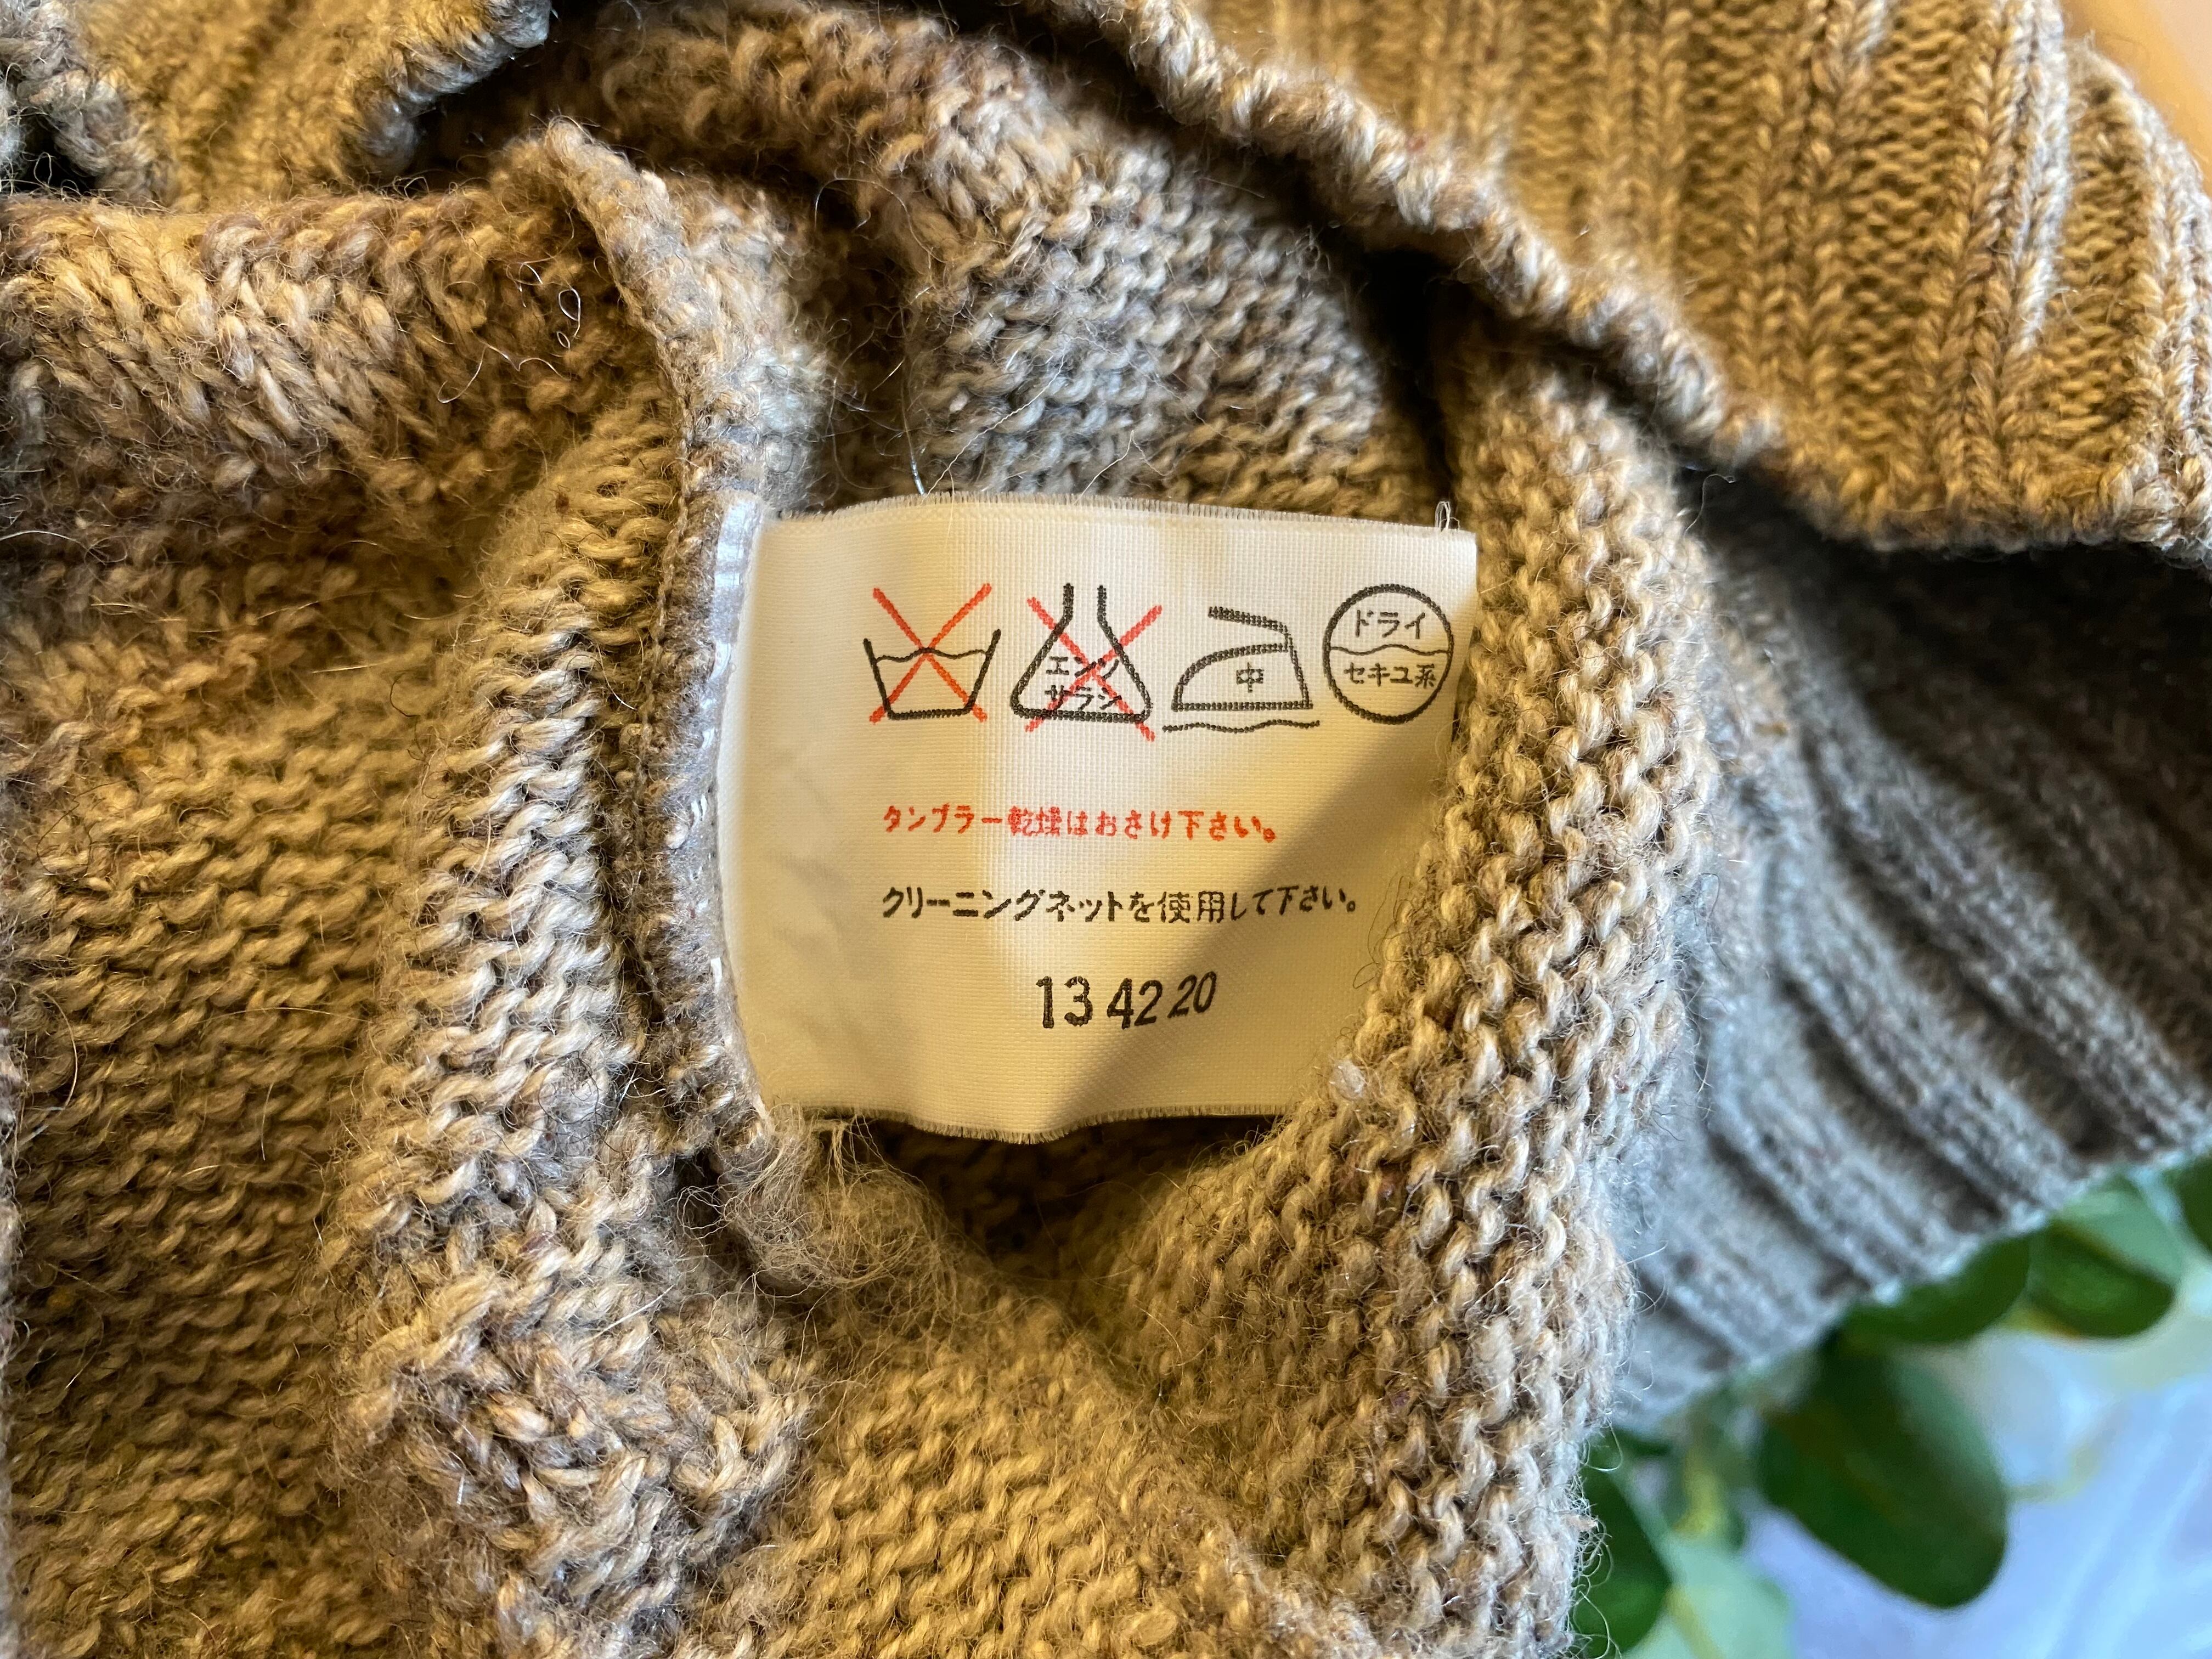 エンソ
サラシ
中
ドライ
セキユ系
タンブラー乾燥はおさけ下さい。
クリーニングネットを使用して下さい。
13 42 20